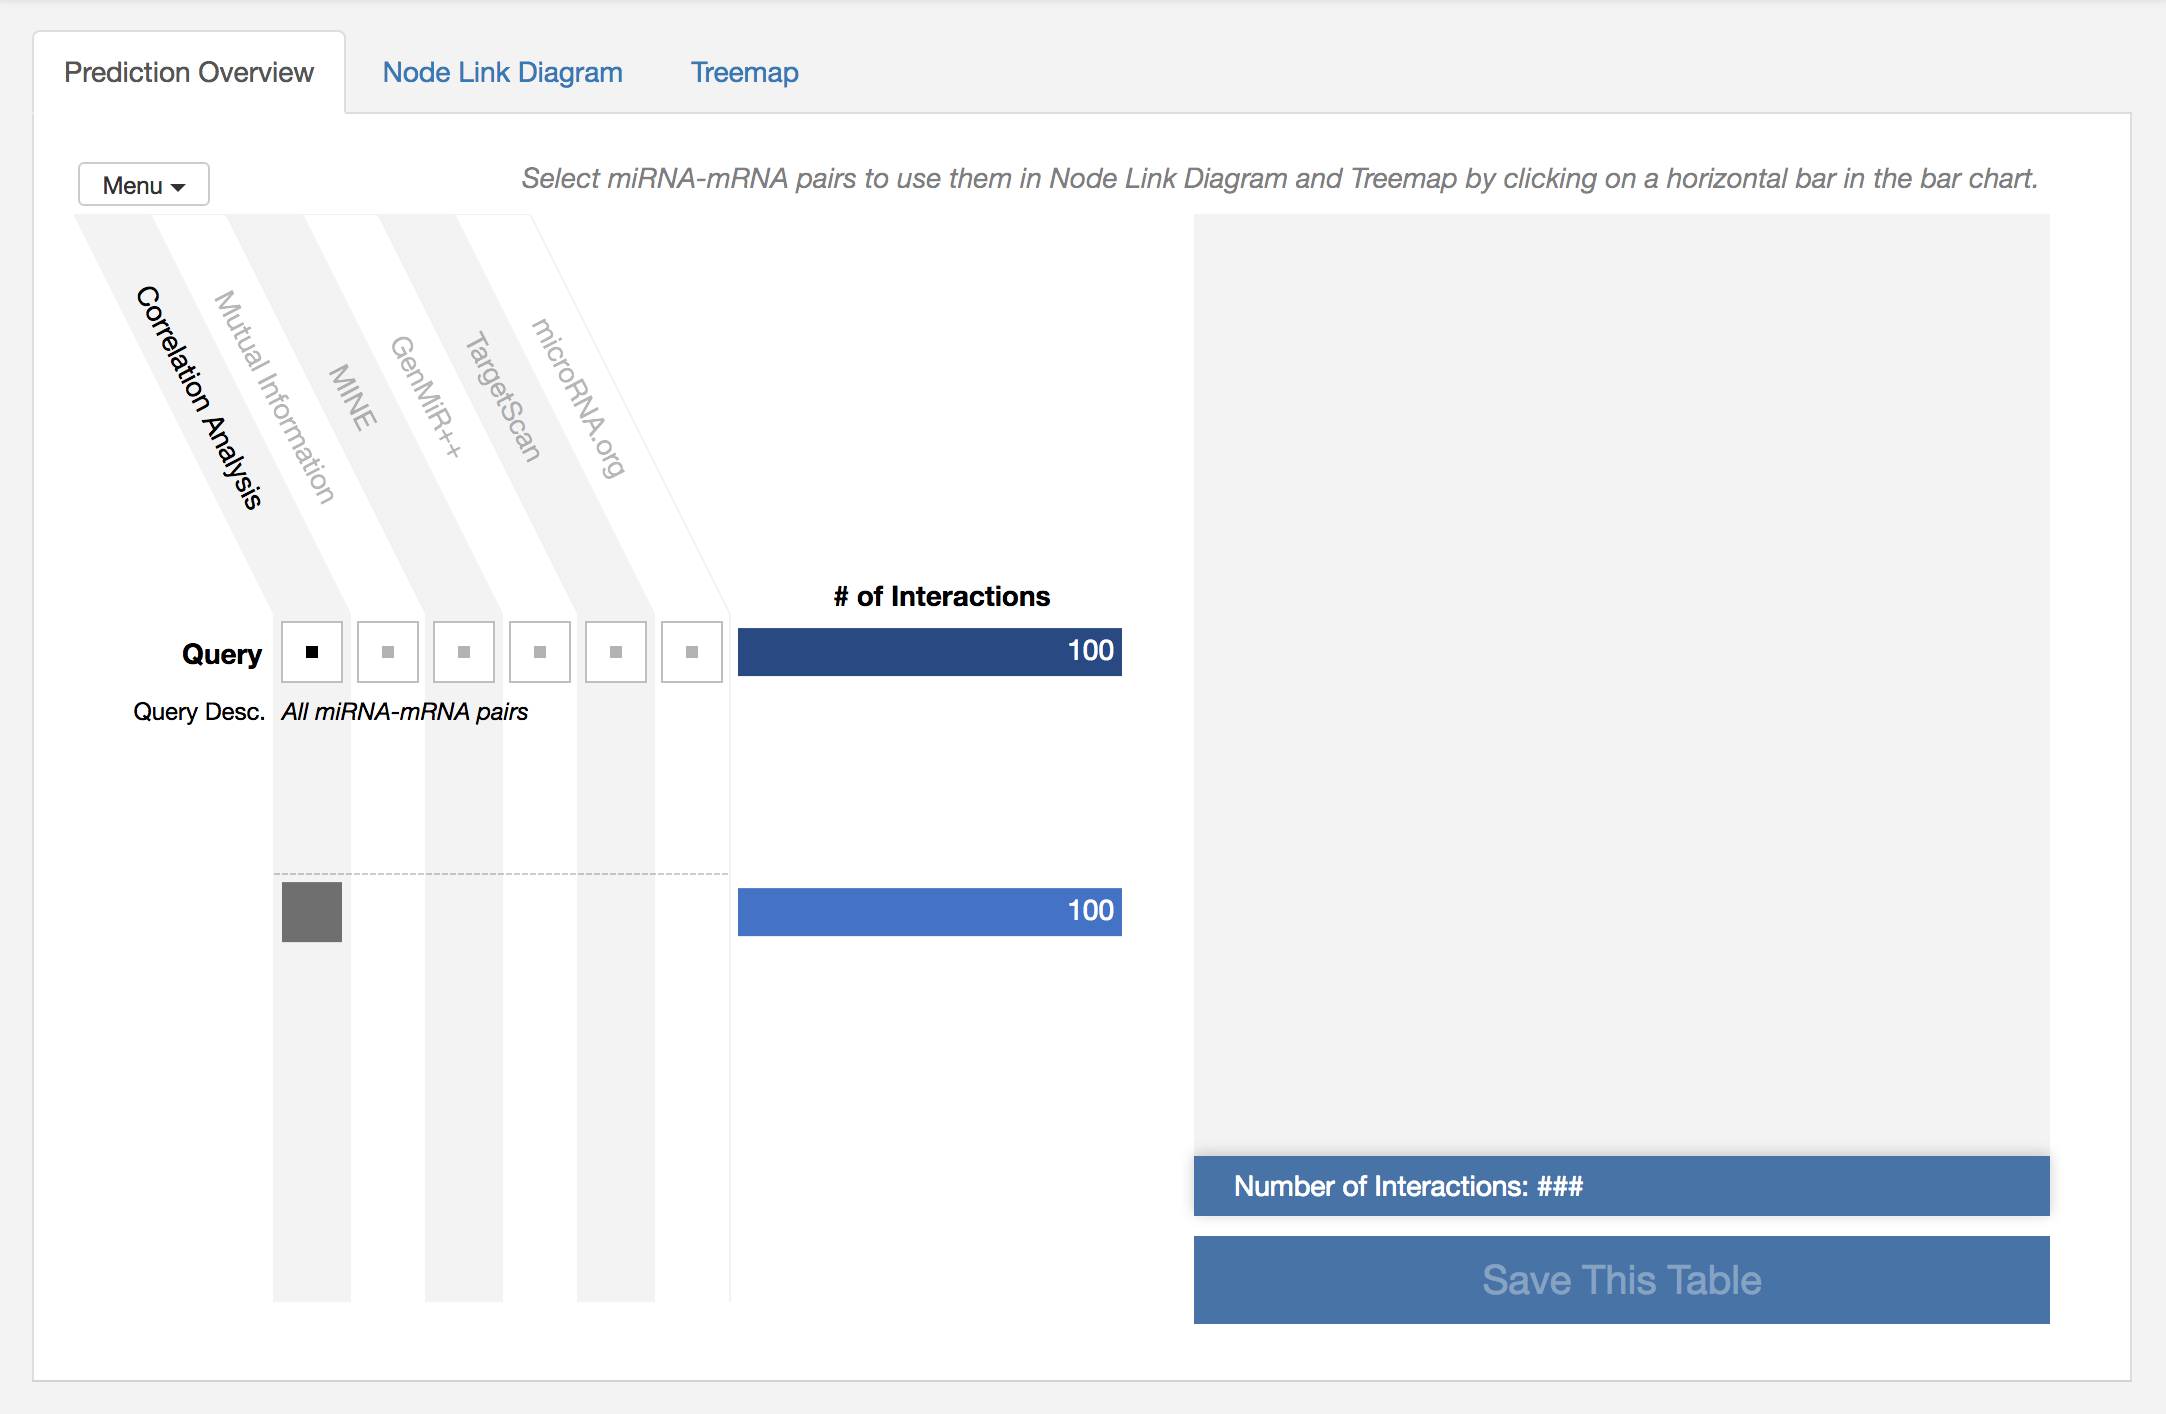 Prediction Overview
Node Link Diagram
Treemap
Menu
Select miRNA-mRNA pairs to use them in Node Link Diagram and Treemap by clicking on a horizontal bar in the bar chart.
Correlation Analysis
Mutual Information
MINE
GenMiR++
TargetScan
microRNA.org
# of Interactions
Query
100
Query Desc.
All miRNA-mRNA pairs
100
Number of Interactions: ###
Save This Table